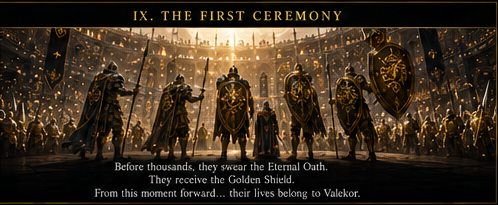 IX. THE FIRST CEREMONY
Before thousands, they swear the Eternal Oath.
They receive the Golden Shield.
From this moment forward... their lives belong to Valekor.